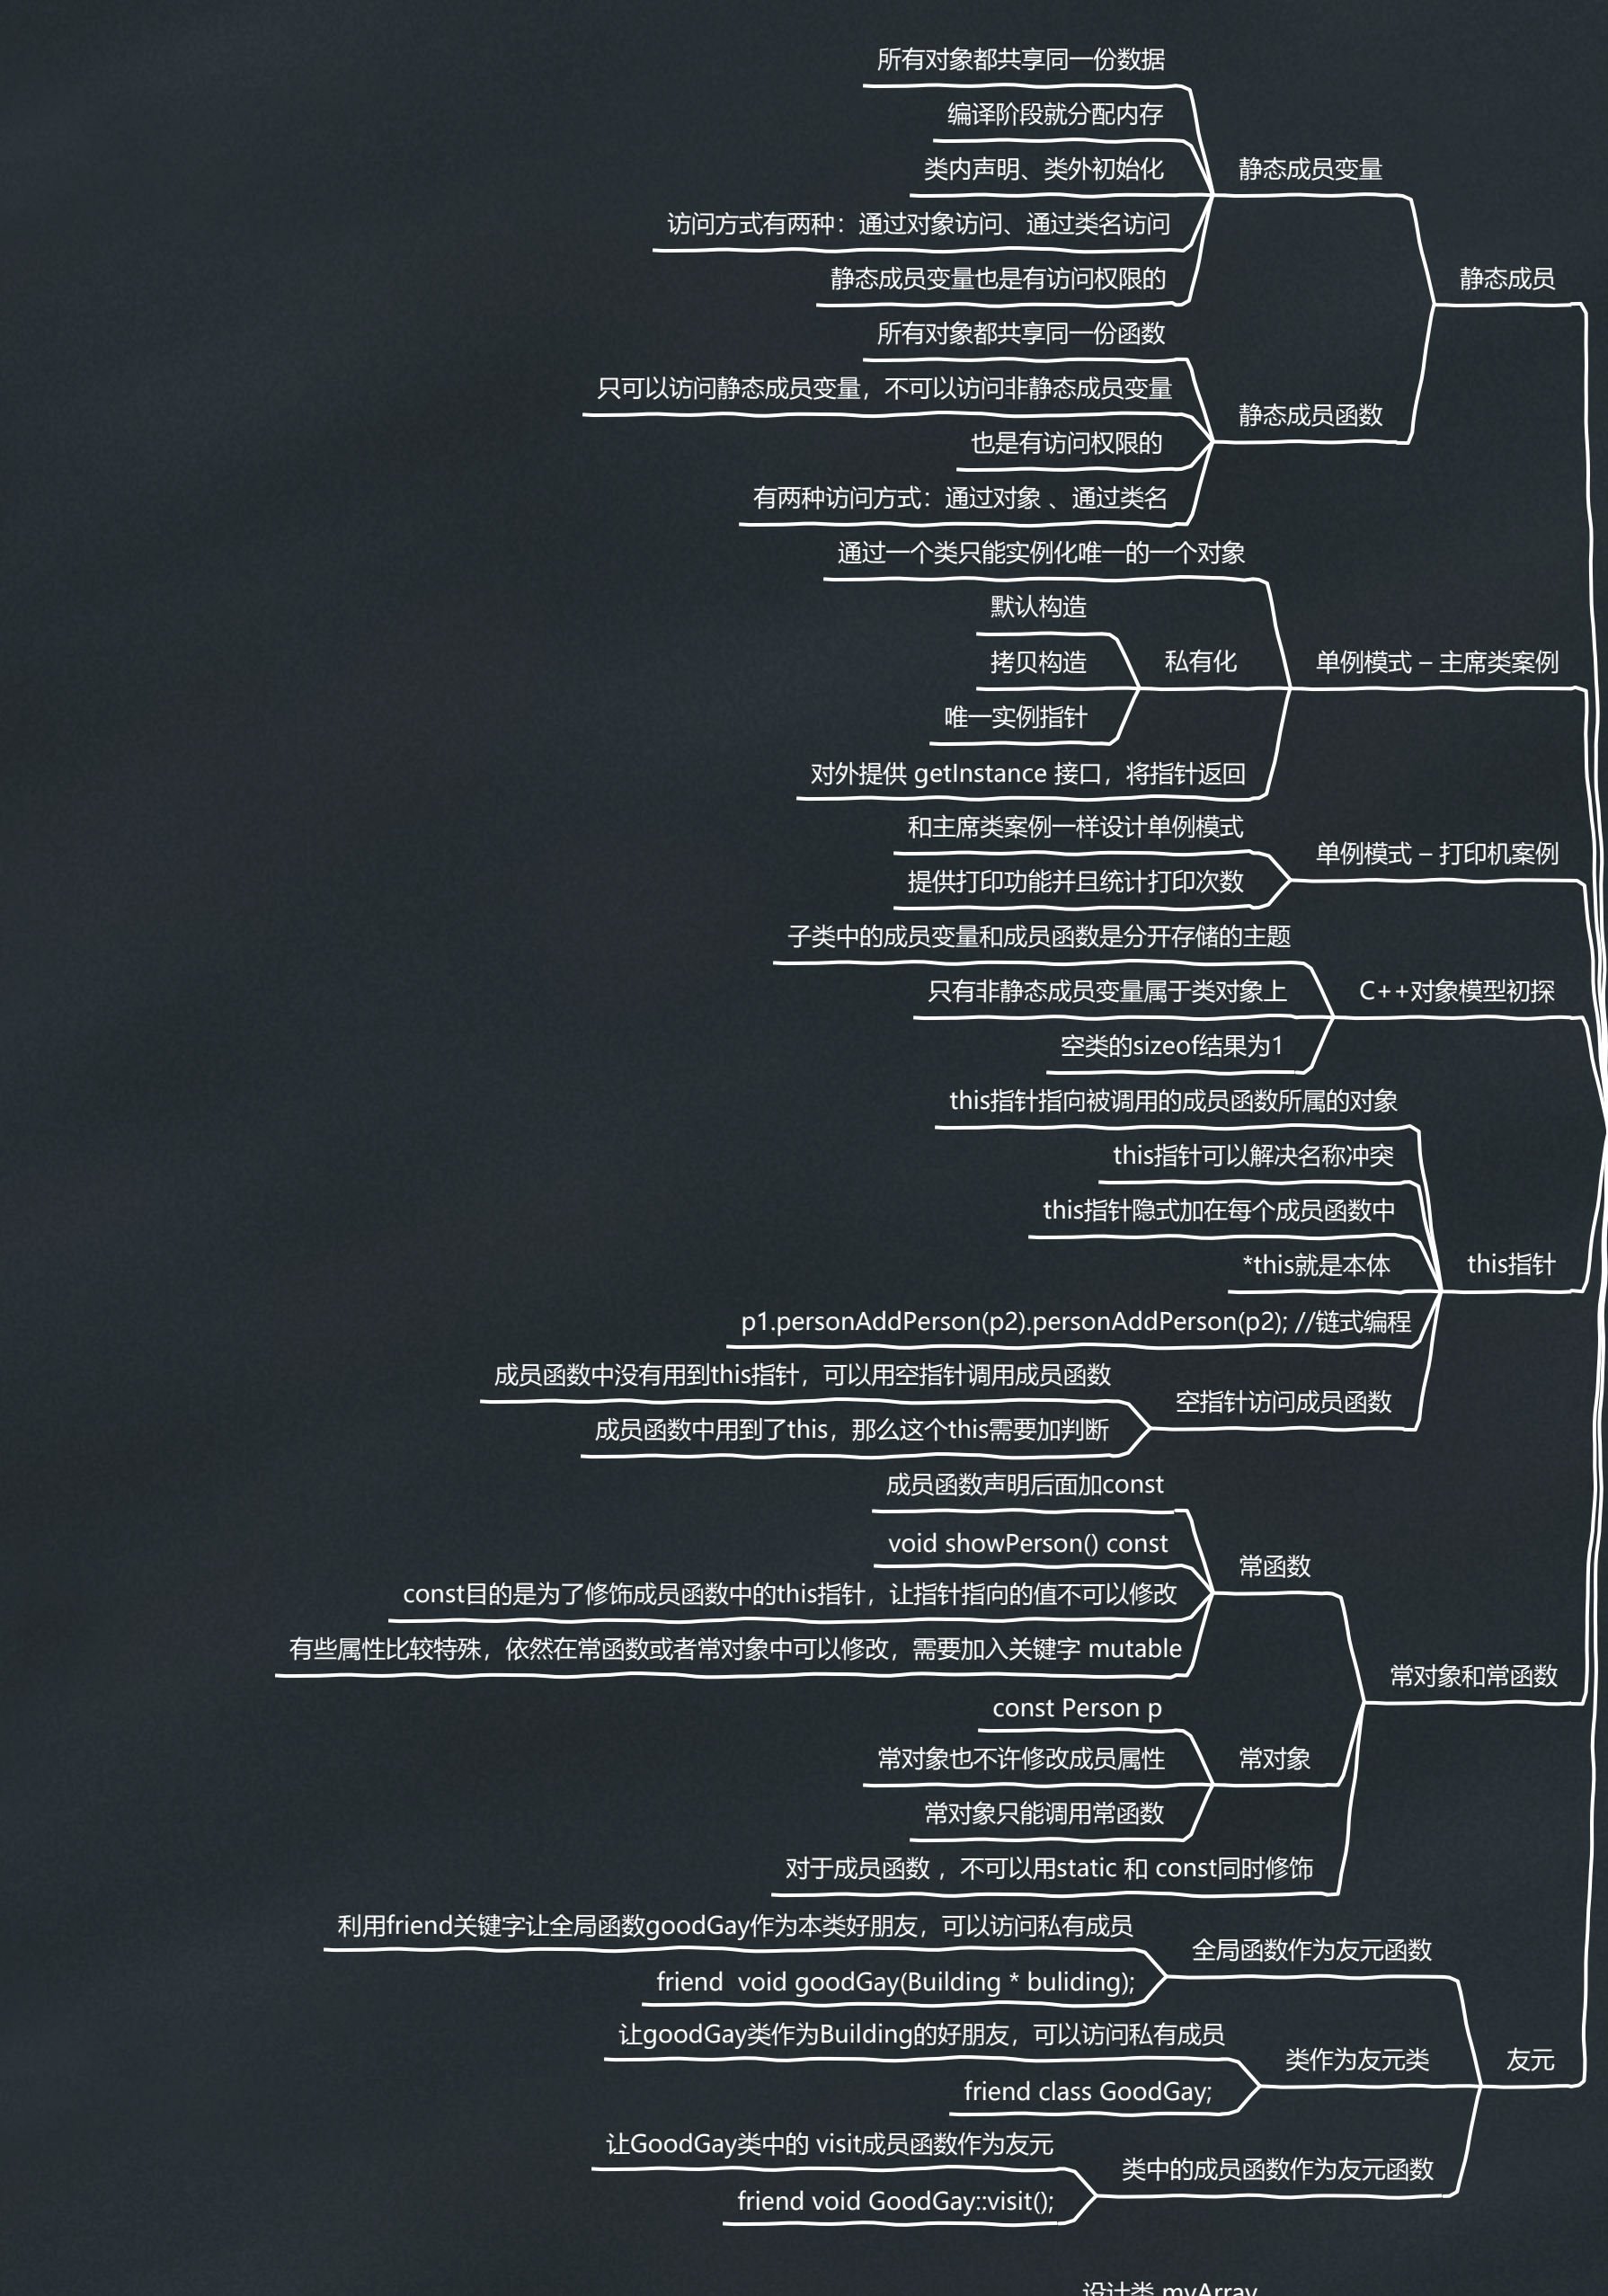 所有对象都共享同一份数据
编译阶段就分配内存
类内声明、类外初始化
静态成员变量
访问方式有两种：通过对象访问、通过类名访问
静态成员变量也是有访问权限的
静态成员
所有对象都共享同一份函数
只可以访问静态成员变量，不可以访问非静态成员变量
静态成员函数
也是有访问权限的
有两种访问方式：通过对象 、通过类名
通过一个类只能实例化唯一的一个对象
默认构造
拷贝构造
私有化
单例模式 – 主席类案例
唯一实例指针
对外提供 getInstance 接口，将指针返回
和主席类案例一样设计单例模式
单例模式 – 打印机案例
提供打印功能并且统计打印次数
子类中的成员变量和成员函数是分开存储的主题
只有非静态成员变量属于类对象上
C++对象模型初探
空类的sizeof结果为1
this指针指向被调用的成员函数所属的对象
this指针可以解决名称冲突
this指针隐式加在每个成员函数中
*this就是本体
this指针
p1.personAddPerson(p2).personAddPerson(p2); //链式编程
成员函数中没有用到this指针，可以用空指针调用成员函数
空指针访问成员函数
成员函数中用到了this，那么这个this需要加判断
成员函数声明后面加const
void showPerson() const
常函数
const目的是为了修饰成员函数中的this指针，让指针指向的值不可以修改
有些属性比较特殊，依然在常函数或者常对象中可以修改，需要加入关键字 mutable
常对象和常函数
const Person p
常对象也不许修改成员属性
常对象
常对象只能调用常函数
对于成员函数 ，不可以用static 和 const同时修饰
利用friend关键字让全局函数goodGay作为本类好朋友，可以访问私有成员
全局函数作为友元函数
friend  void goodGay(Building * buliding);
让goodGay类作为Building的好朋友，可以访问私有成员
类作为友元类
友元
friend class GoodGay;
让GoodGay类中的 visit成员函数作为友元
类中的成员函数作为友元函数
friend void GoodGay::visit();
设计类 myArray